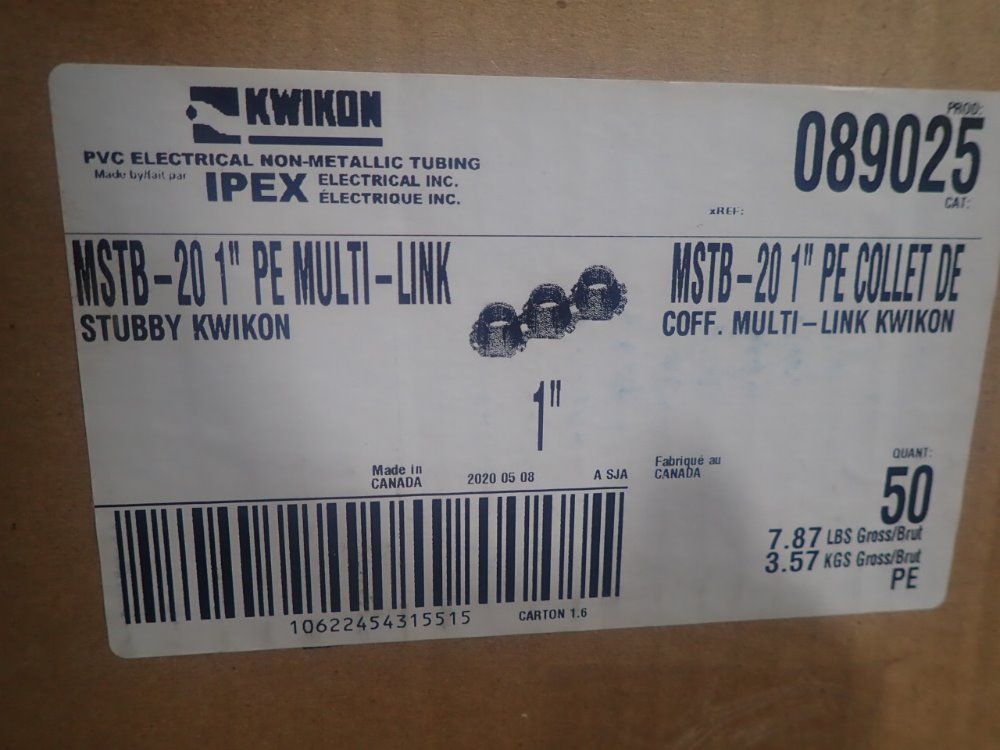 KWIKON
PVC ELECTRICAL NON-METALLIC TUBING
Made by/fait par IPEX ELECTRICAL INC.
ÉLECTRIQUE INC.
PROD:
089025
CAT:
xREF:
MSTB-20 1" PE MULTI-LINK
STUBBY KWIKON
MSTB-20 1" PE COLLET DE
COFF. MULTI-LINK KWIKON
1"
Made in
CANADA
2020 05 08
A SJA
Fabriqué au
CANADA
QUANT:
50
7.87 LBS Gross/Brut
3.57 KGS Gross/Brut
PE
10622454315515
CARTON 1.6